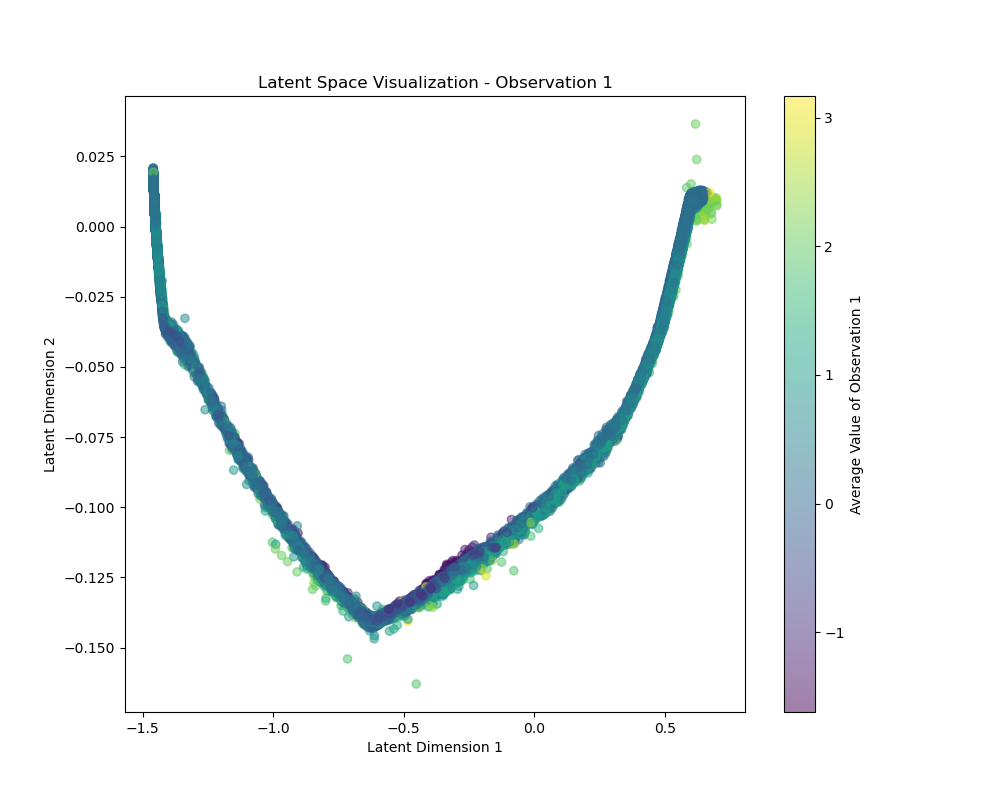 Latent Space Visualization - Observation 1
0.025
0.000
−0.025
−0.050
−0.075
−0.100
−0.125
−0.150
Latent Dimension 2
−1.5 −1.0 −0.5 0.0 0.5
Latent Dimension 1
3
2
1
0
−1
Average Value of Observation 1